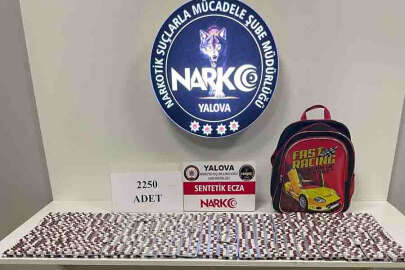 NARKOTİK SUÇLARLA MÜCADELE ŞUBE MÜDÜRLÜĞÜ
NARKO
YALOVA
2250
ADET
YALOVA
SENTETİK ECZA
NARKO
FAST
RACING